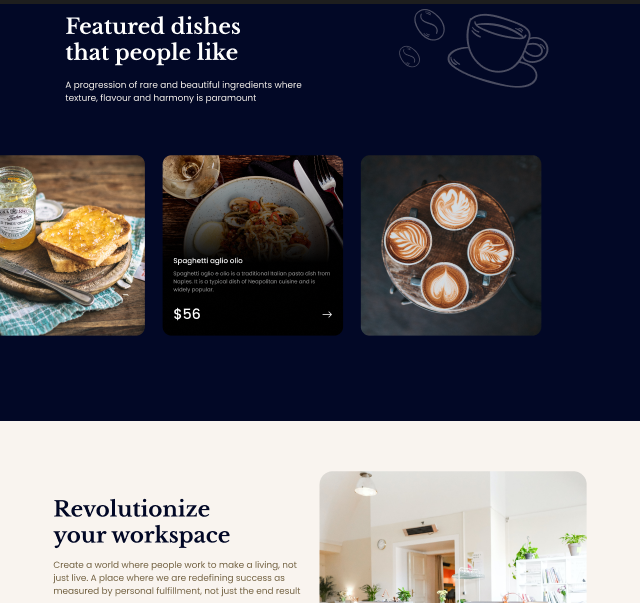 Featured dishes
that people like
A progression of rare and beautiful ingredients where
texture, flavour and harmony is paramount
Spaghetti aglio olio
Spaghetti aglio e olio is a traditional Italian pasta dish from
Naples. It is a typical dish of Neapolitan cuisine and is
widely popular.
$56
Revolutionize
your workspace
Create a world where people work to make a living, not
just live. A place where we are redefining success as
measured by personal fulfillment, not just the end result